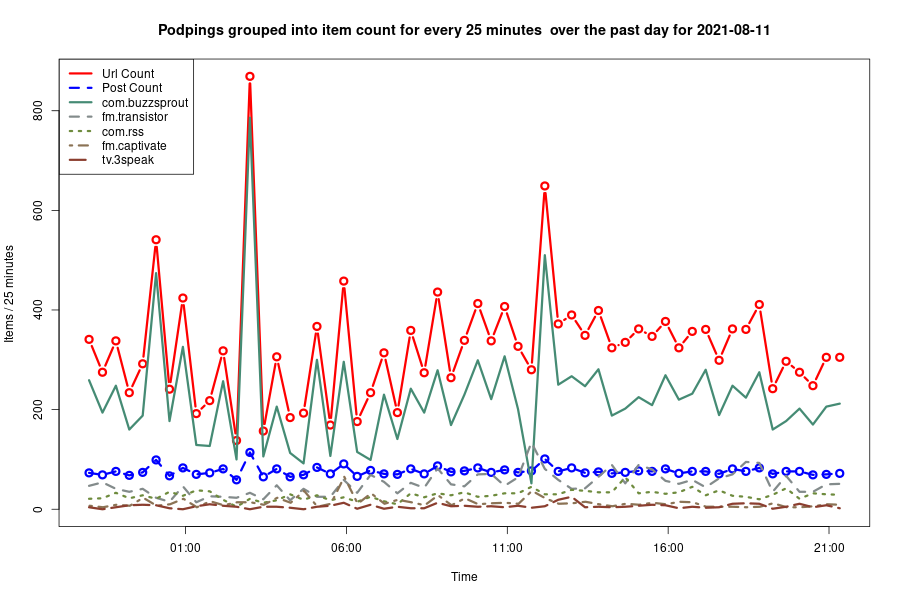 Podpings grouped into item count for every 25 minutes  over the past day for 2021-08-11
Url Count
Post Count
com.buzzsprout
fm.transistor
com.rss
fm.captivate
tv.3speak
Items / 25 minutes
800
600
400
200
0
01:00 06:00 11:00 16:00 21:00
Time